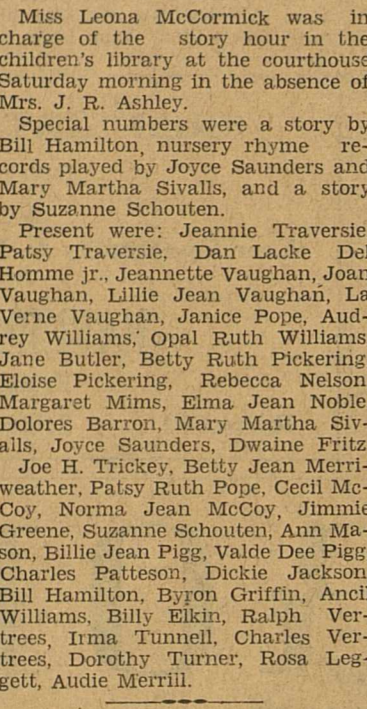 Miss Leona McCormick was in
charge of the story hour in the
children's library at the courthouse
Saturday morning in the absence of
Mrs. J. R. Ashley.
Special numbers were a story by
Bill Hamilton, nursery rhyme re-
cords played by Joyce Saunders and
Mary Martha Sivalls, and a story
by Suzanne Schouten.
Present were: Jeannie Traversie
Patsy Traversie, Dan Lacke Del
Homme jr., Jeannette Vaughan, Joan
Vaughan, Lillie Jean Vaughan, La
Verne Vaughan, Janice Pope, Aud-
rey Williams, Opal Ruth Williams
Jane Butler, Betty Ruth Pickering
Eloise Pickering, Rebecca Nelson
Margaret Mims, Elma Jean Noble
Dolores Barron, Mary Martha Siv-
alls, Joyce Saunders, Dwaine Fritz
Joe H. Trickey, Betty Jean Merri-
weather, Patsy Ruth Pope, Cecil Mc-
Coy, Norma Jean McCoy, Jimmie
Greene, Suzanne Schouten, Ann Ma-
son, Billie Jean Pigg, Valde Dee Pigg
Charles Patteson, Dickie Jackson
Bill Hamilton, Byron Griffin, Ancil
Williams, Billy Elkin, Ralph Ver-
trees, Irma Tunnell, Charles Ver-
trees, Dorothy Turner, Rosa Leg-
gett, Audie Merrill.